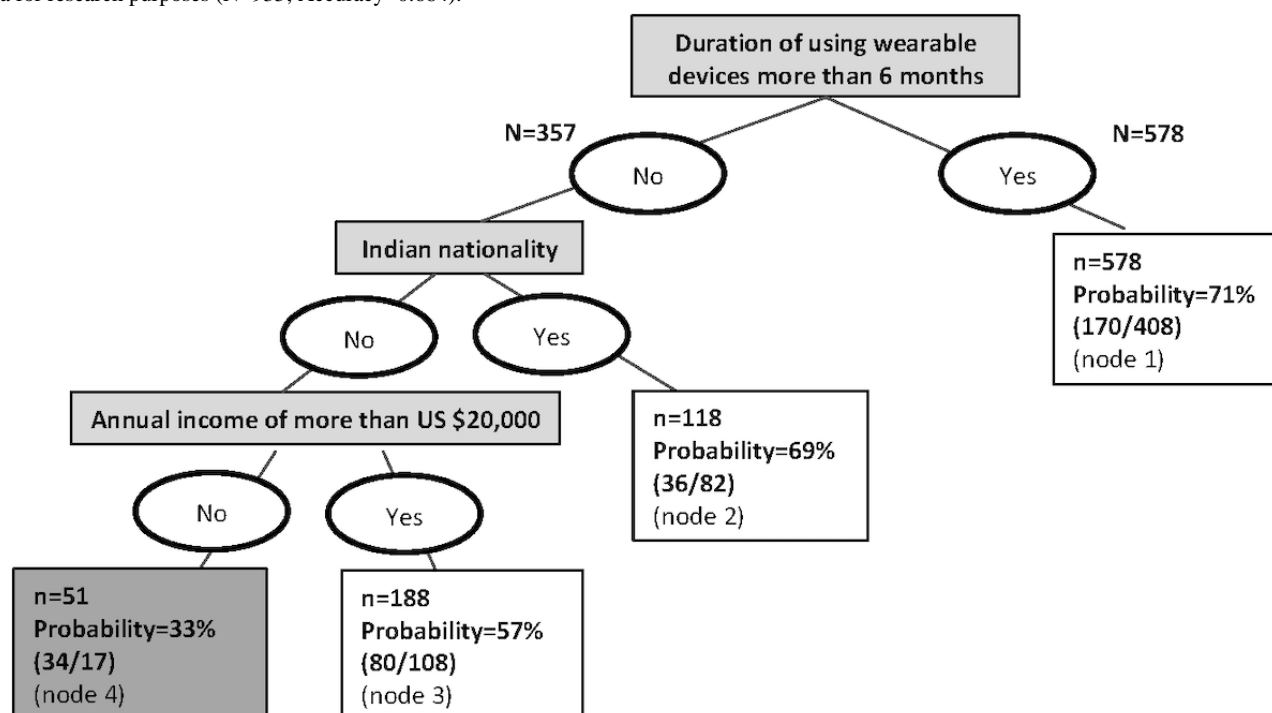 Duration of using wearable
devices more than 6 months
N=357
N=578
No
Yes
Indian nationality
n=578
Probability=71%
(170/408)
(node 1)
No
Yes
Annual income of more than US $20,000
n=118
Probability=69%
(36/82)
(node 2)
No
Yes
n=51
Probability=33%
(34/17)
(node 4)
n=188
Probability=57%
(80/108)
(node 3)